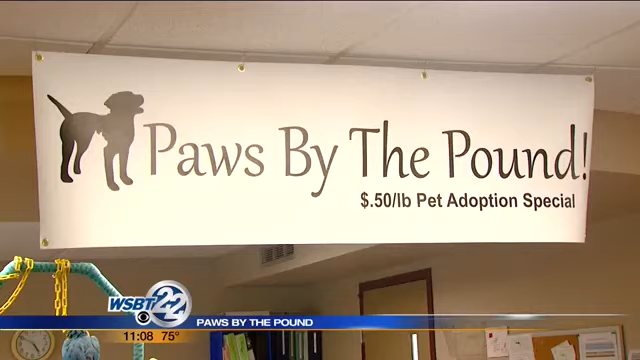 Paws By The Pound!
$.50/lb Pet Adoption Special
WSBT 22
PAWS BY THE POUND
11:08 75°